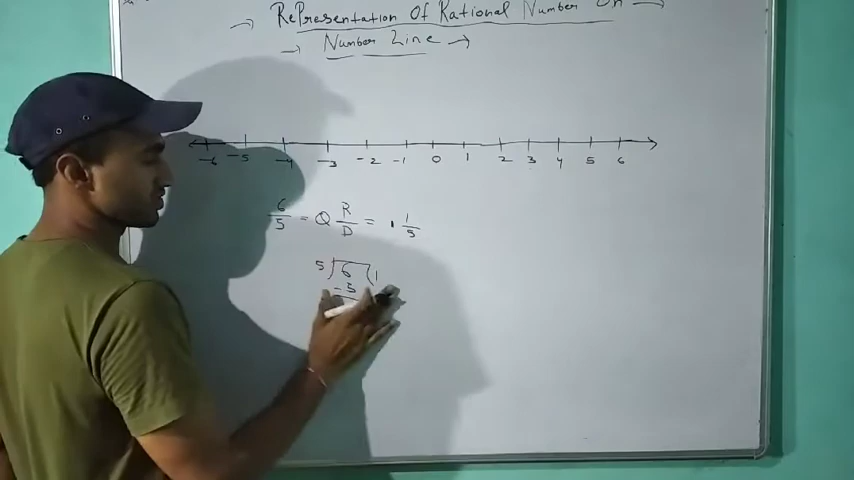 → Representation Of Rational Number On →
→ Number Line →
-6 -5 -4 -3 -2 -1 0 1 2 3 4 5 6
6/5 = Q R/D = 1 1/5
5 ) 6 ( 1
- 5